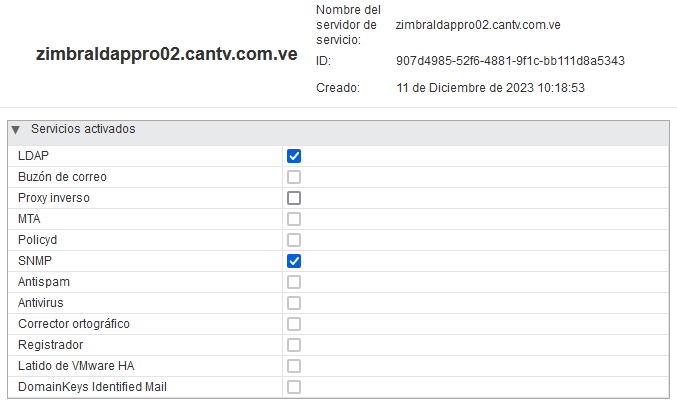 zimbraldappro02.cantv.com.ve
Nombre del
servidor de
servicio:
zimbraldappro02.cantv.com.ve
ID:
907d4985-52f6-4881-9f1c-bb111d8a5343
Creado:
11 de Diciembre de 2023 10:18:53
Servicios activados
LDAP
Buzón de correo
Proxy inverso
MTA
Policyd
SNMP
Antispam
Antivirus
Corrector ortográfico
Registrador
Latido de VMware HA
DomainKeys Identified Mail